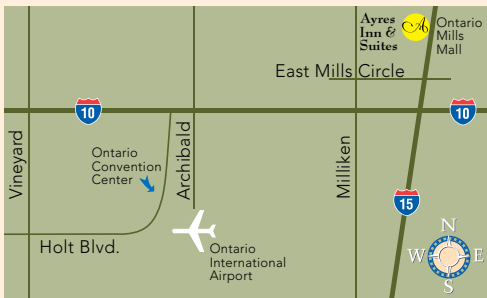 Ayres
Inn &
Suites
A
Ontario
Mills
Mall
East Mills Circle
10
10
Vineyard
Ontario
Convention
Center
Archibald
Milliken
15
Holt Blvd.
Ontario
International
Airport
N
W
E
S